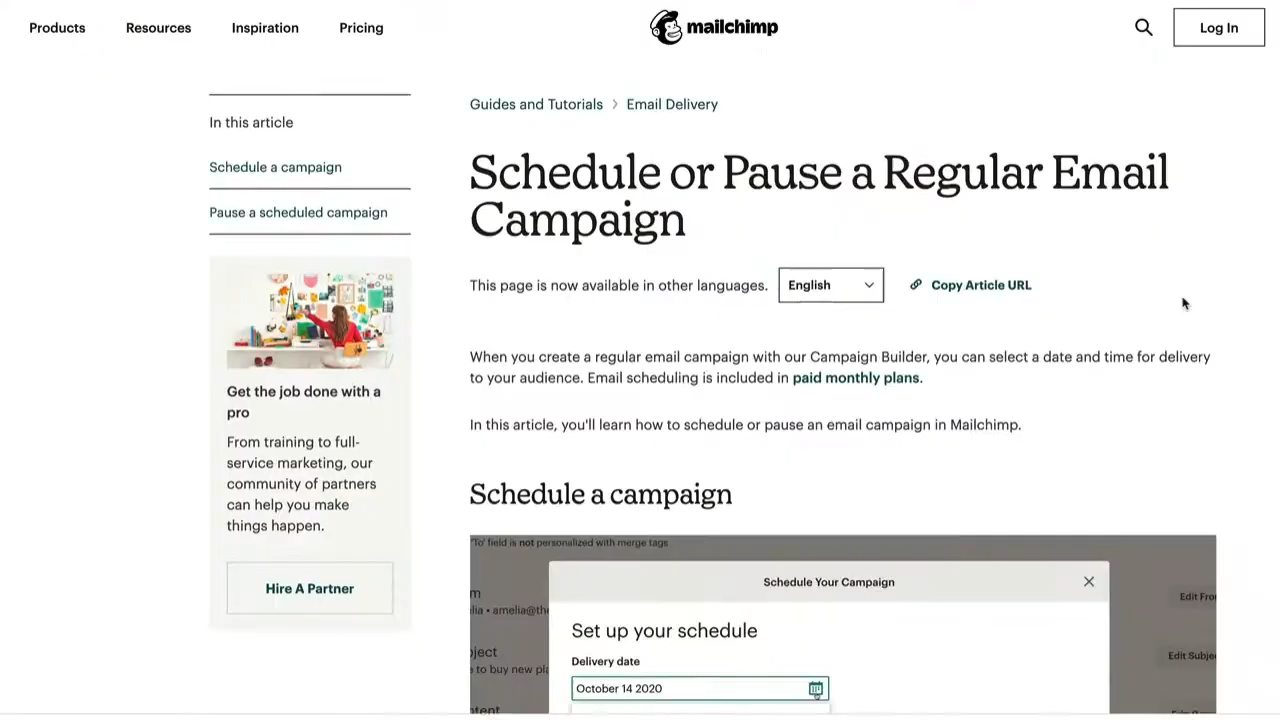 Products Resources Inspiration Pricing mailchimp Log In
In this article
Schedule a campaign
Pause a scheduled campaign
Get the job done with a
pro
From training to full-
service marketing, our
community of partners
can help you make
things happen.
Hire A Partner
Guides and Tutorials > Email Delivery
Schedule or Pause a Regular Email
Campaign
This page is now available in other languages. English Copy Article URL
When you create a regular email campaign with our Campaign Builder, you can select a date and time for delivery
to your audience. Email scheduling is included in paid monthly plans.
In this article, you'll learn how to schedule or pause an email campaign in Mailchimp.
Schedule a campaign
'To' field is not personalized with merge tags
Schedule Your Campaign
Set up your schedule
Delivery date
October 14 2020